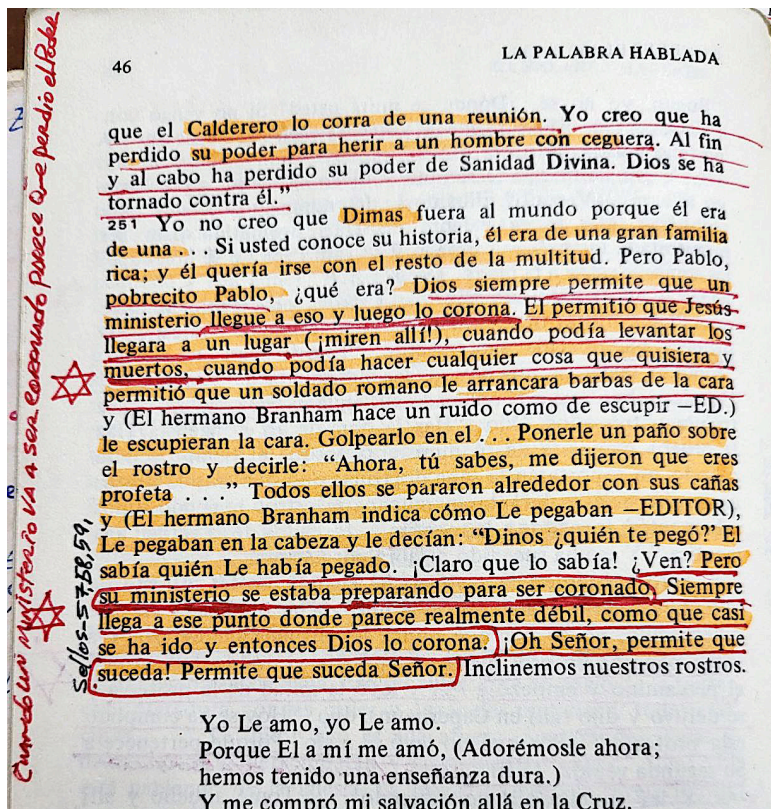 46
LA PALABRA HABLADA
que el Calderero lo corra de una reunión. Yo creo que ha
perdido su poder para herir a un hombre con ceguera. Al fin
y al cabo ha perdido su poder de Sanidad Divina. Dios se ha
tornado contra él.”
251 Yo no creo que Dimas fuera al mundo porque él era
de una . . . Si usted conoce su historia, él era de una gran familia
rica; y él quería irse con el resto de la multitud. Pero Pablo,
pobrecito Pablo, ¿qué era? Dios siempre permite que un
ministerio llegue a eso y luego lo corona. El permitió que Jesús
llegara a un lugar (¡miren allí!), cuando podía levantar los
muertos, cuando podía hacer cualquier cosa que quisiera y
permitió que un soldado romano le arrancara barbas de la cara
y (El hermano Branham hace un ruido como de escupir —ED.)
le escupieran la cara. Golpearlo en el . . . Ponerle un paño sobre
el rostro y decirle: “Ahora, tú sabes, me dijeron que eres
profeta . . .” Todos ellos se pararon alrededor con sus cañas
y (El hermano Branham indica cómo Le pegaban —EDITOR),
Le pegaban en la cabeza y le decían: “Dinos ¿quién te pegó?’ El
sabía quién Le había pegado. ¡Claro que lo sabía! ¿Ven? Pero
su ministerio se estaba preparando para ser coronado. Siempre
llega a ese punto donde parece realmente débil, como que casi
se ha ido y entonces Dios lo corona. ¡Oh Señor, permite que
suceda! Permite que suceda Señor. Inclinemos nuestros rostros.
Yo Le amo, yo Le amo.
Porque El a mí me amó, (Adorémosle ahora;
hemos tenido una enseñanza dura.)
Y me compró mi salvación allá en la Cruz.
Cuando un ministerio va a ser coronado parece que perdio el Poder
Sellos-57,58,59,